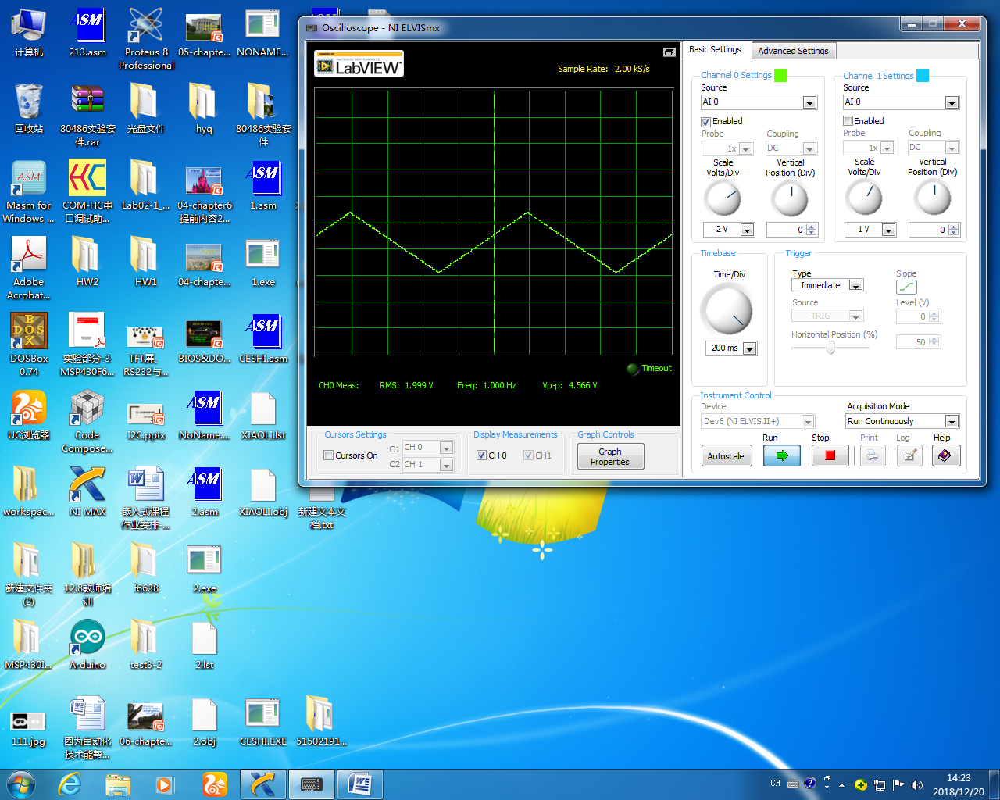 计算机
213.asm
Proteus 8
Professional
05-chapte...
NONAME...
回收站
80486实验套
件.rar
光盘文件
hyq
80486实验套
件
Masm for
Windows ...
COM-HC串
口调试助...
Lab02-1_...
04-chapter6
提前内容2...
1.asm
Adobe
Acrobat...
HW2
HW1
04-chapte...
1.exe
DOSBox
0.74
实验部分-3
MSP430F6...
TFT屏、
RS232与...
BIOS&DO...
CESHI.asm
UC浏览器
Code
Compose...
I2C.pptx
NoName....
XIAOLI.lst
workspac...
NI MAX
嵌入式课程
作业安排-...
2.asm
XIAOLI.obj
新建文本文
档.txt
新建文件夹
(2)
12.8教师培
训
f6638
2.exe
MSP430I...
Arduino
test3-2
2.lst
111.jpg
因为自动化
技术能帮...
06-chapte...
2.obj
CESHI.EXE
51502191...
Oscilloscope - NI ELVISmx
POWERED BY
NATIONAL INSTRUMENTS
LabVIEW™
Sample Rate: 2.00 kS/s
Timeout
CH0 Meas: RMS: 1.999 V Freq: 1.000 Hz Vp-p: 4.566 V
Cursors Settings
Cursors On
C1 CH 0
C2 CH 1
Display Measurements
CH 0
CH1
Graph Controls
Graph
Properties
Basic Settings
Advanced Settings
Channel 0 Settings
Source
AI 0
Enabled
Probe
Coupling
1x
DC
Scale
Volts/Div
Vertical
Position (Div)
2 V
0
Channel 1 Settings
Source
AI 0
Enabled
Probe
Coupling
1x
DC
Scale
Volts/Div
Vertical
Position (Div)
1 V
0
Timebase
Time/Div
200 ms
Trigger
Type
Immediate
Slope
Source
TRIG
Level (V)
0
Horizontal Position (%)
50
Instrument Control
Device
Dev6 (NI ELVIS II+)
Acquisition Mode
Run Continuously
Autoscale
Run
Stop
Print
Log
Help
CH
14:23
2018/12/20